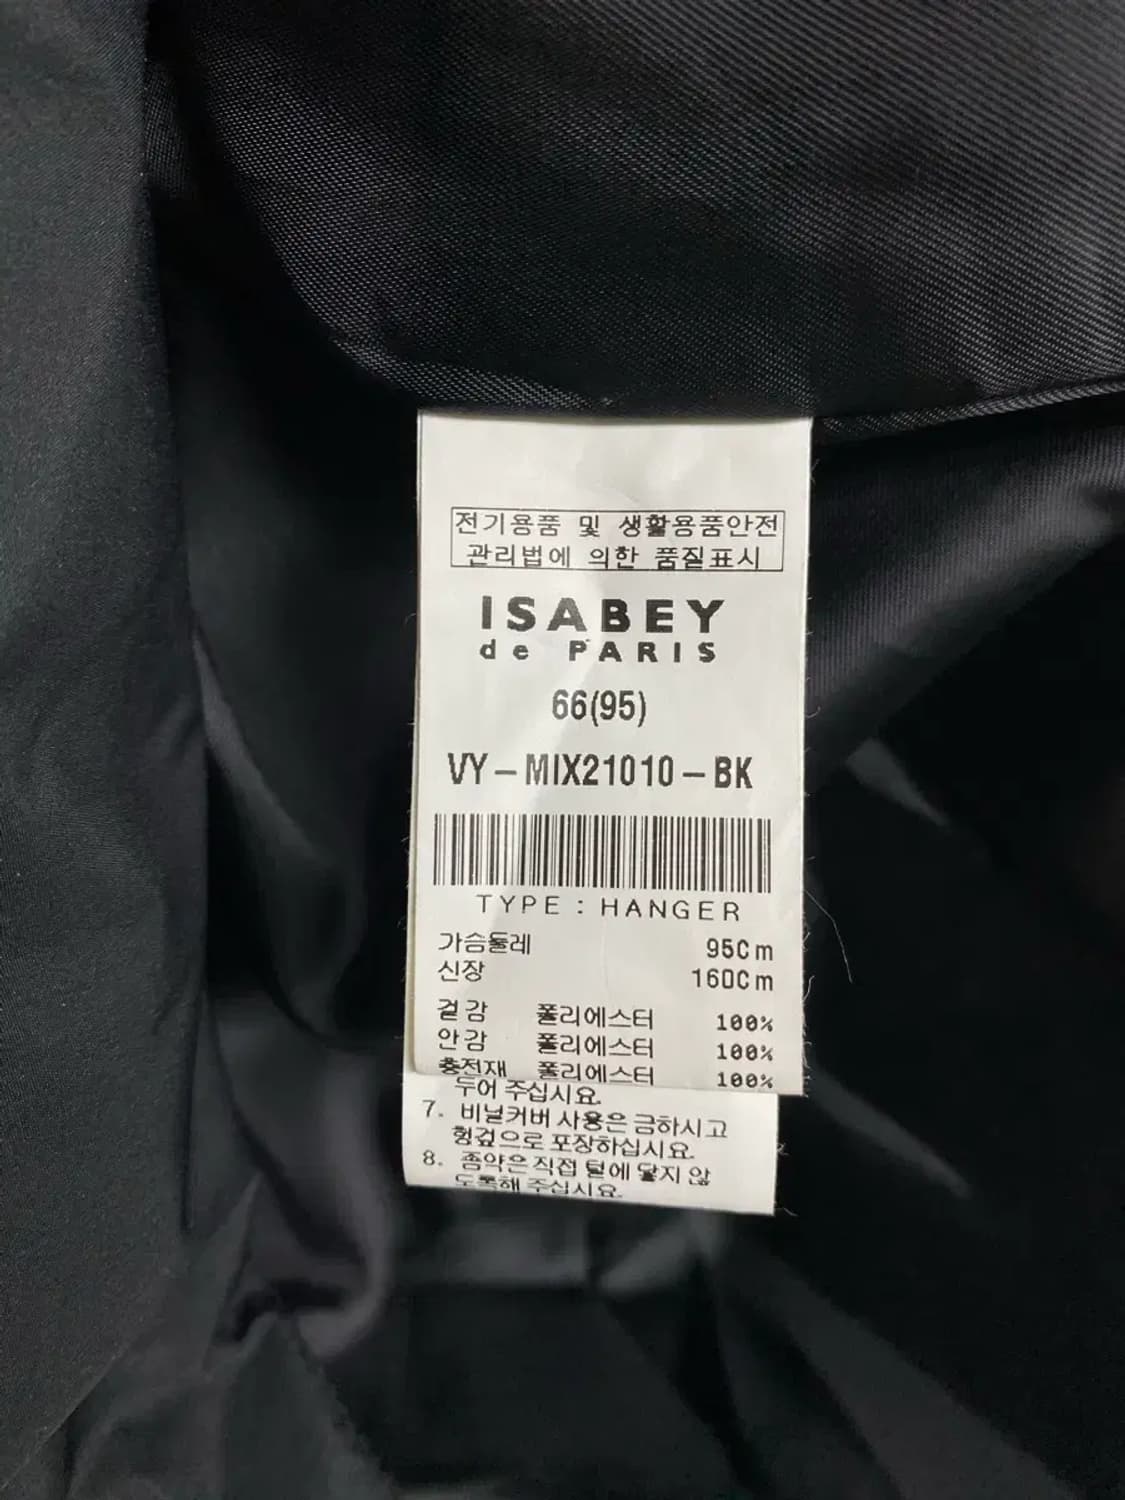 전기용품 및 생활용품안전
관리법에 의한 품질표시
ISABEY
de PARIS
66(95)
VY-MIX21010-BK
TYPE : HANGER
가슴둘레 95Cm
신장 160Cm
겉감 폴리에스터 100%
안감 폴리에스터 100%
충전재 폴리에스터 100%
두어 주십시요.
7. 비닐커버 사용은 금하시고
헝겊으로 포장하십시요.
8. 좀약은 직접 털에 닿지 않
도록해 주십시요.